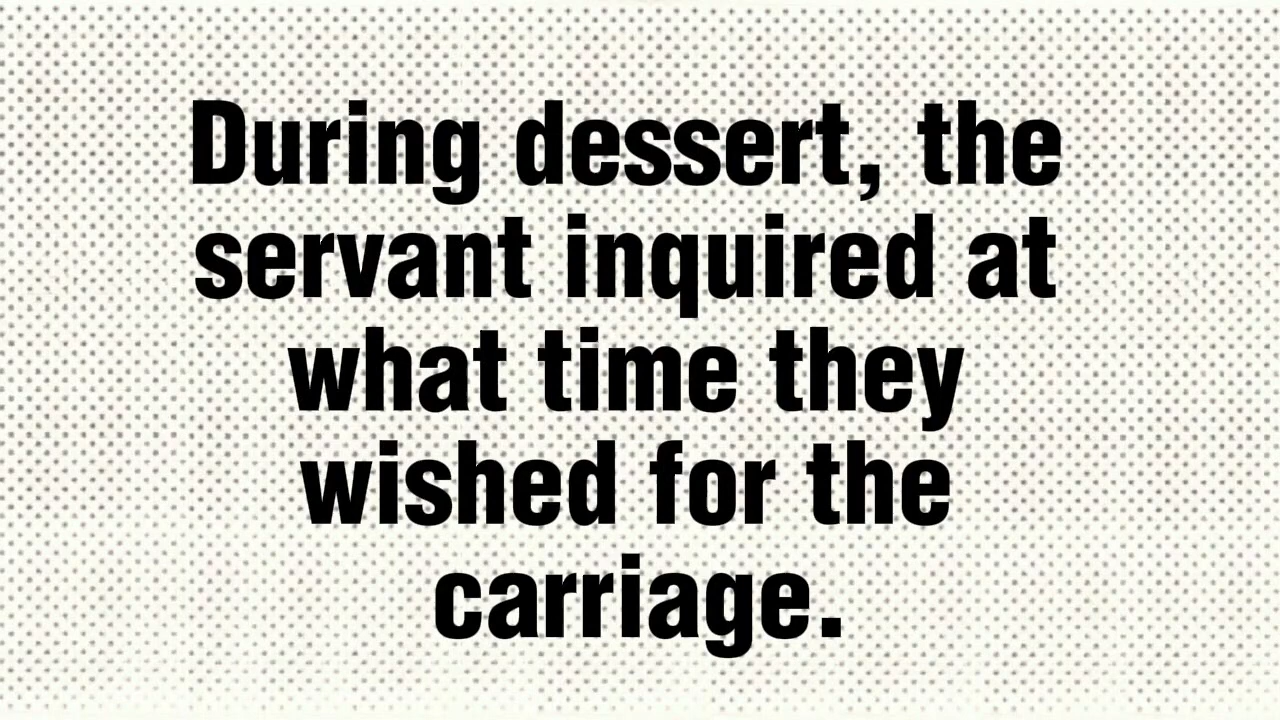 During dessert, the
servant inquired at
what time they
wished for the
carriage.